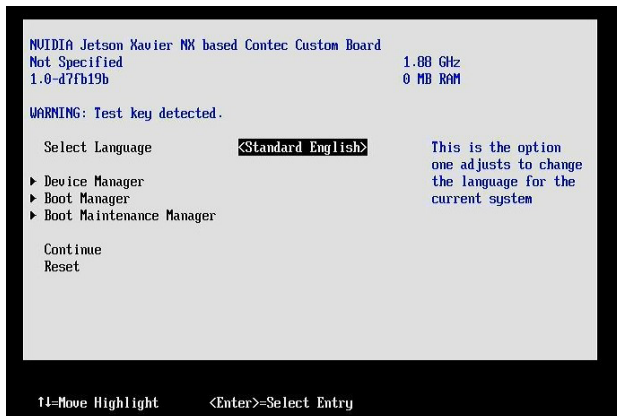 NVIDIA Jetson Xavier NX based Contec Custom Board
Not Specified 1.88 GHz
1.0-d7fb19b 0 MB RAM
WARNING: Test key detected.
Select Language <Standard English> This is the option
one adjusts to change
▶ Device Manager the language for the
▶ Boot Manager current system
▶ Boot Maintenance Manager
Continue
Reset
↑↓=Move Highlight <Enter>=Select Entry